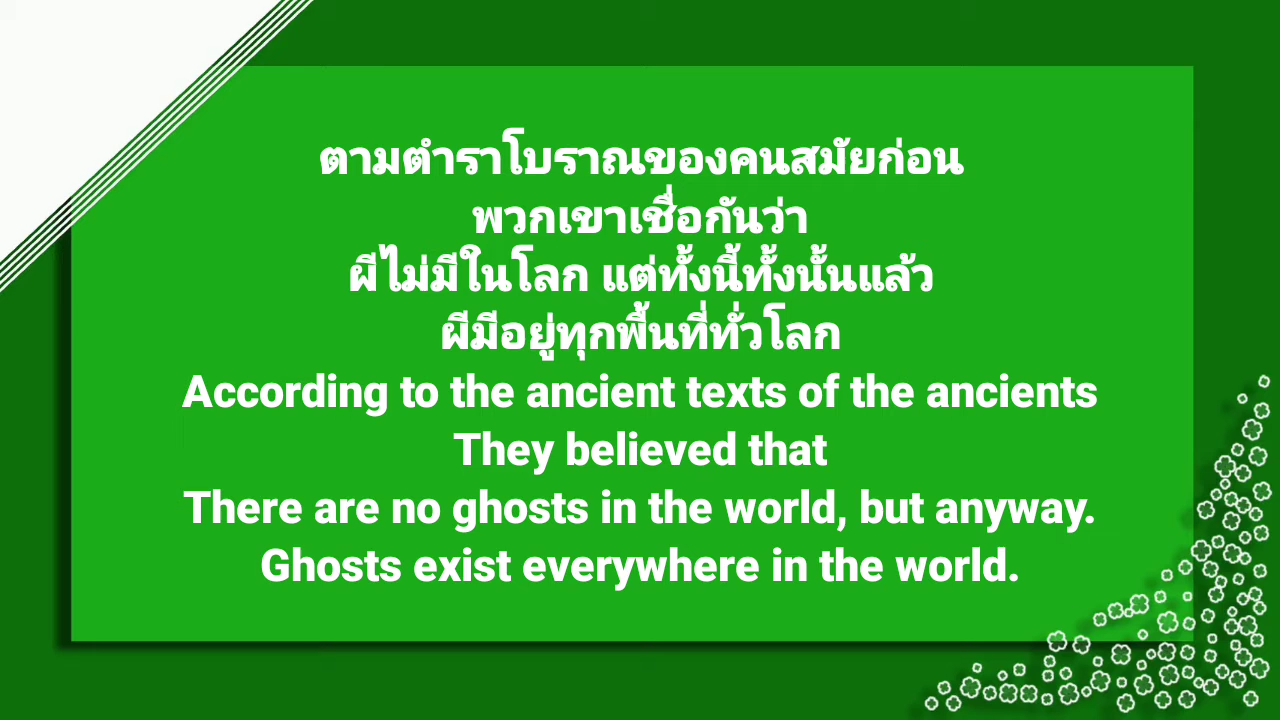 ตามตำราโบราณของคนสมัยก่อน
พวกเขาเชื่อกันว่า
ผีไม่มีในโลก แต่ทั้งนี้ทั้งนั้นแล้ว
ผีมีอยู่ทุกพื้นที่ทั่วโลก
According to the ancient texts of the ancients
They believed that
There are no ghosts in the world, but anyway.
Ghosts exist everywhere in the world.